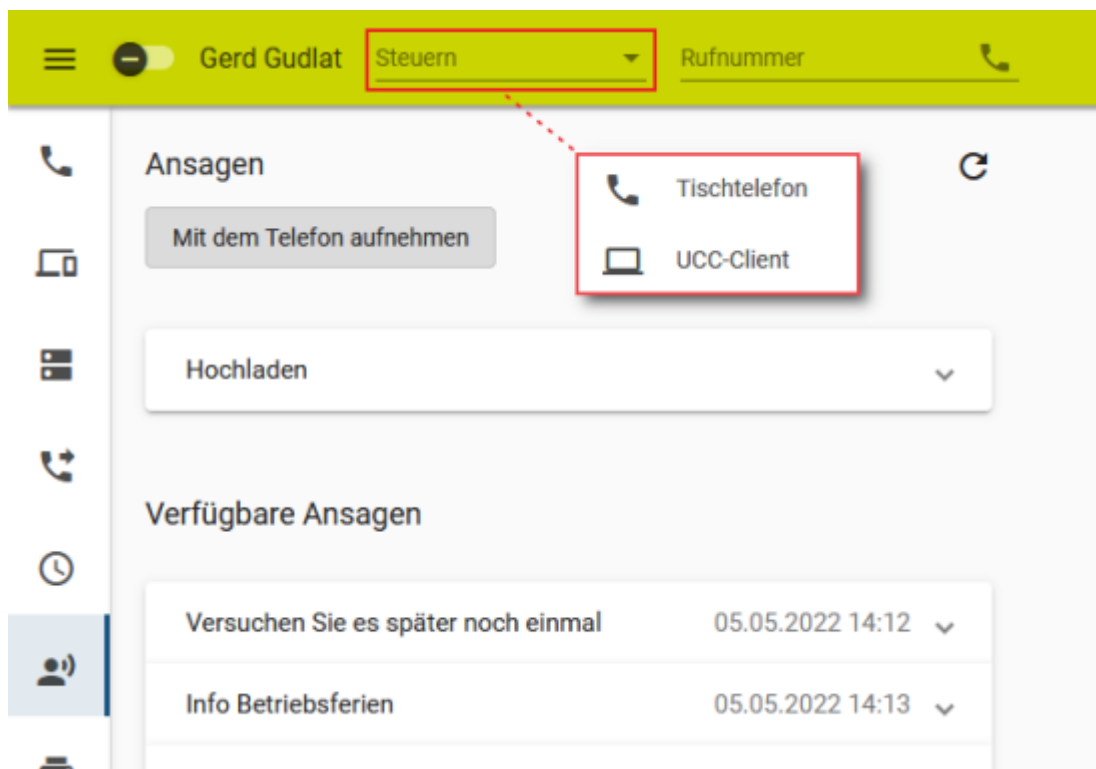 Gerd Gudlat Steuern Rufnummer
Ansagen
Tischtelefon
Mit dem Telefon aufnehmen
UCC-Client
Hochladen
Verfügbare Ansagen
Versuchen Sie es später noch einmal 05.05.2022 14:12
Info Betriebsferien 05.05.2022 14:13